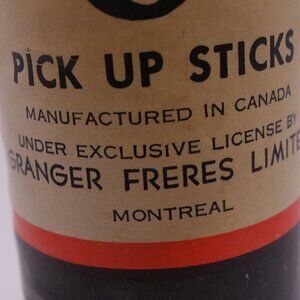 PICK UP STICKS
MANUFACTURED IN CANADA
UNDER EXCLUSIVE LICENSE BY
GRANGER FRERES LIMITE
MONTREAL